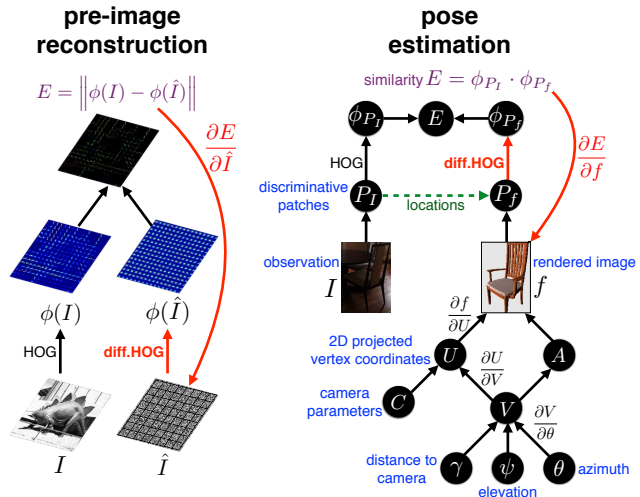 pre-image
reconstruction
E = ‖ϕ(I) − ϕ(Î)‖
∂E
∂Î
ϕ(I)
ϕ(Î)
HOG
diff.HOG
I
Î
pose
estimation
similarity E = ϕ_{P_I} · ϕ_{P_f}
ϕ_{P_I}
E
ϕ_{P_f}
∂E
∂f
HOG
diff.HOG
discriminative
patches
P_I
locations
P_f
observation
I
rendered image
f
∂f
∂U
2D projected
vertex coordinates
U
∂U
∂V
A
camera
parameters
C
V
∂V
∂θ
distance to
camera
γ
ψ
θ
azimuth
elevation